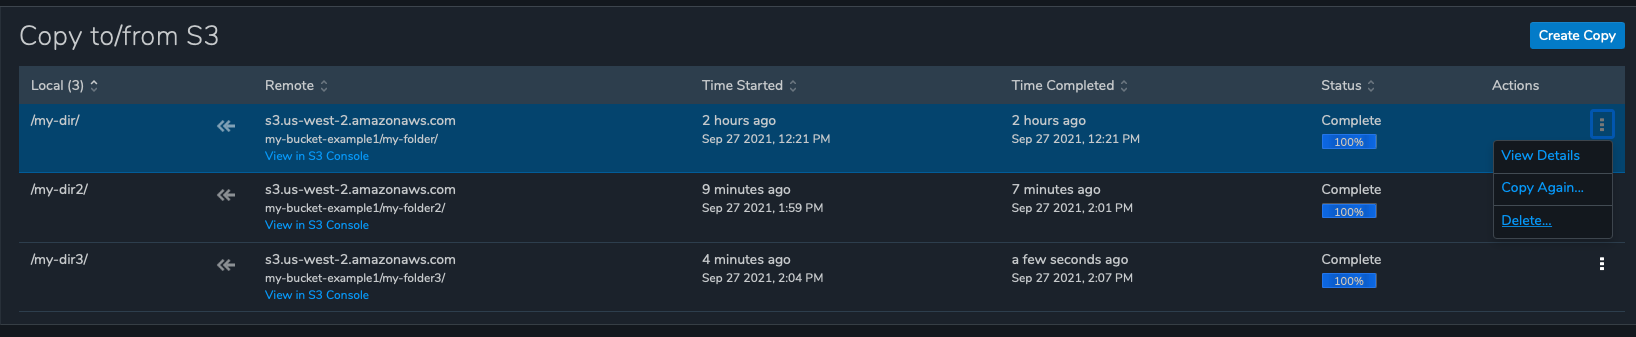 Copy to/from S3
Create Copy
Local (3) Remote Time Started Time Completed Status Actions
/my-dir/ s3.us-west-2.amazonaws.com 2 hours ago 2 hours ago Complete
my-bucket-example1/my-folder/ Sep 27 2021, 12:21 PM Sep 27 2021, 12:21 PM 100%
View in S3 Console
View Details
Copy Again...
Delete...
/my-dir2/ s3.us-west-2.amazonaws.com 9 minutes ago 7 minutes ago Complete
my-bucket-example1/my-folder2/ Sep 27 2021, 1:59 PM Sep 27 2021, 2:01 PM 100%
View in S3 Console
/my-dir3/ s3.us-west-2.amazonaws.com 4 minutes ago a few seconds ago Complete
my-bucket-example1/my-folder3/ Sep 27 2021, 2:04 PM Sep 27 2021, 2:07 PM 100%
View in S3 Console